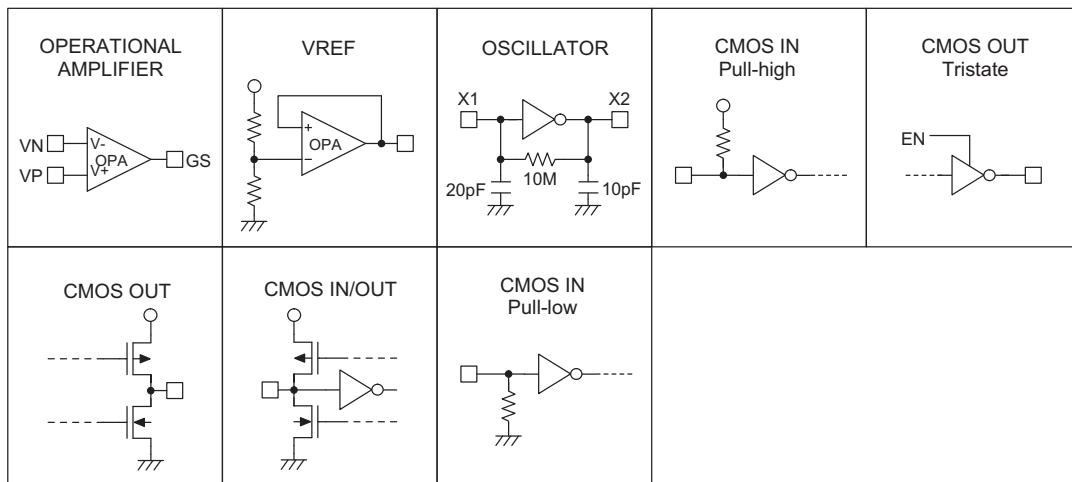 OPERATIONAL
AMPLIFIER
VN
V-
OPA
VP
V+
GS
VREF
+
OPA
−
OSCILLATOR
X1
X2
10M
20pF
10pF
CMOS IN
Pull-high
CMOS OUT
Tristate
EN
CMOS OUT
CMOS IN/OUT
CMOS IN
Pull-low